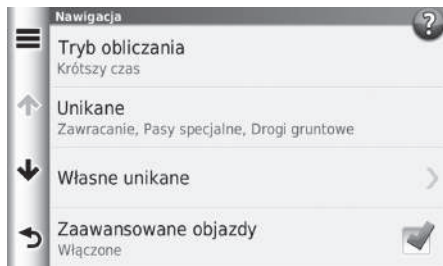 Nawigacja
?
Tryb obliczania
Krótszy czas
Unikane
Zawracanie, Pasy specjalne, Drogi gruntowe
Własne unikane
Zaawansowane objazdy
Włączone